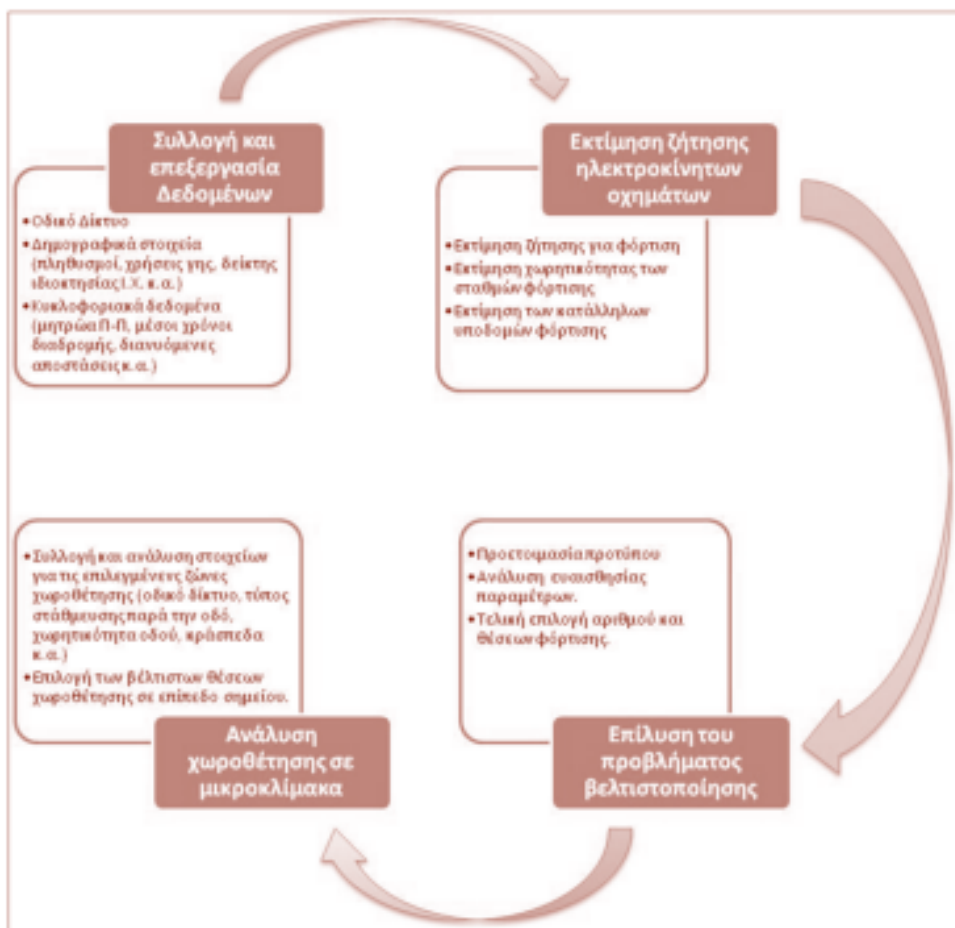 Συλλογή και
επεξεργασία
Δεδομένων
•Οδικό Δίκτυο
•Δημογραφικά στοιχεία
(πληθυσμοί, χρήσεις γης, δείκτης
ιδιοκτησίας Ι.Χ. κ.α.)
•Κυκλοφοριακά δεδομένα
(μητρώα Π-Π, μέσοι χρόνοι
διαδρομής, διανυόμενες
αποστάσεις κ.α.)
Εκτίμηση ζήτησης
ηλεκτροκίνητων
οχημάτων
•Εκτίμηση ζήτησης για φόρτιση
•Εκτίμηση χωρητικότητας των
σταθμών φόρτισης
•Εκτίμηση των κατάλληλων
υποδομών φόρτισης
•Προετοιμασία προτύπου
•Ανάλυση ευαισθησίας
παραμέτρων.
•Τελική επιλογή αριθμού και
θέσεων φόρτισης.
Επίλυση του
προβλήματος
βελτιστοποίησης
•Συλλογή και ανάλυση στοιχείων
για τις επιλεγμένενς ζώνες
χωροθέτησης (οδικό δίκτυο, τύπος
στάθμευσης παρά την οδό,
χωρητικότητα οδού, κράσπεδα
κ.α.)
•Επιλογή των βέλτιστων θέσεων
χωροθέτησης σε επίπεδο σημείου.
Ανάλυση
χωροθέτησης σε
μικροκλίμακα